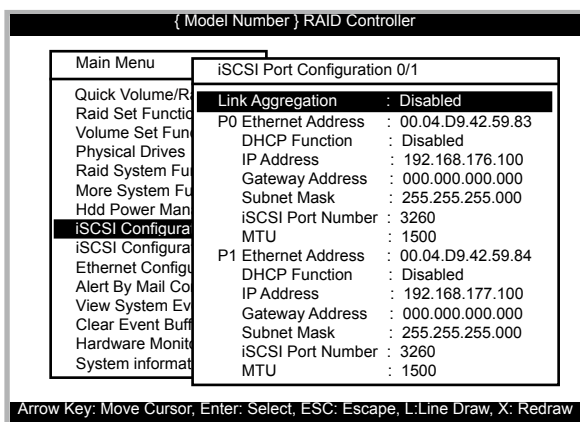 { Model Number } RAID Controller
Main Menu
Quick Volume/Ra
Raid Set Functio
Volume Set Fun
Physical Drives
Raid System Fu
More System Fu
Hdd Power Man
iSCSI Configura
iSCSI Configura
Ethernet Configu
Alert By Mail Co
View System Ev
Clear Event Buff
Hardware Monito
System informat
iSCSI Port Configuration 0/1
Link Aggregation : Disabled
P0 Ethernet Address : 00.04.D9.42.59.83
DHCP Function : Disabled
IP Address : 192.168.176.100
Gateway Address : 000.000.000.000
Subnet Mask : 255.255.255.000
iSCSI Port Number : 3260
MTU : 1500
P1 Ethernet Address : 00.04.D9.42.59.84
DHCP Function : Disabled
IP Address : 192.168.177.100
Gateway Address : 000.000.000.000
Subnet Mask : 255.255.255.000
iSCSI Port Number : 3260
MTU : 1500
Arrow Key: Move Cursor, Enter: Select, ESC: Escape, L:Line Draw, X: Redraw